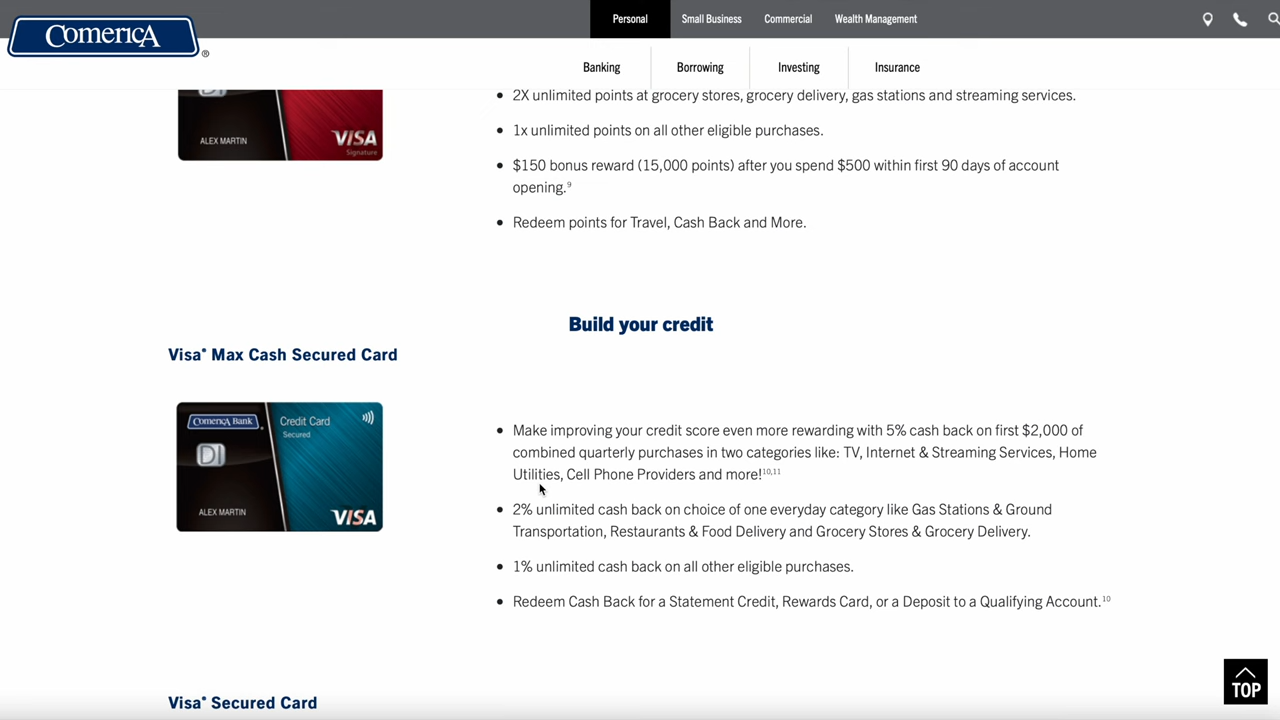 Personal
Small Business
Commercial
Wealth Management
ComericA®
Banking
Borrowing
Investing
Insurance
DI
ALEX MARTIN
VISA
Signature
• 2X unlimited points at grocery stores, grocery delivery, gas stations and streaming services.
• 1x unlimited points on all other eligible purchases.
• $150 bonus reward (15,000 points) after you spend $500 within first 90 days of account
opening.⁹
• Redeem points for Travel, Cash Back and More.
Build your credit
Visa® Max Cash Secured Card
ComericA Bank
Credit Card
Secured
DI
ALEX MARTIN
VISA
• Make improving your credit score even more rewarding with 5% cash back on first $2,000 of
combined quarterly purchases in two categories like: TV, Internet & Streaming Services, Home
Utilities, Cell Phone Providers and more!¹⁰,¹¹
• 2% unlimited cash back on choice of one everyday category like Gas Stations & Ground
Transportation, Restaurants & Food Delivery and Grocery Stores & Grocery Delivery.
• 1% unlimited cash back on all other eligible purchases.
• Redeem Cash Back for a Statement Credit, Rewards Card, or a Deposit to a Qualifying Account.¹⁰
TOP
Visa® Secured Card